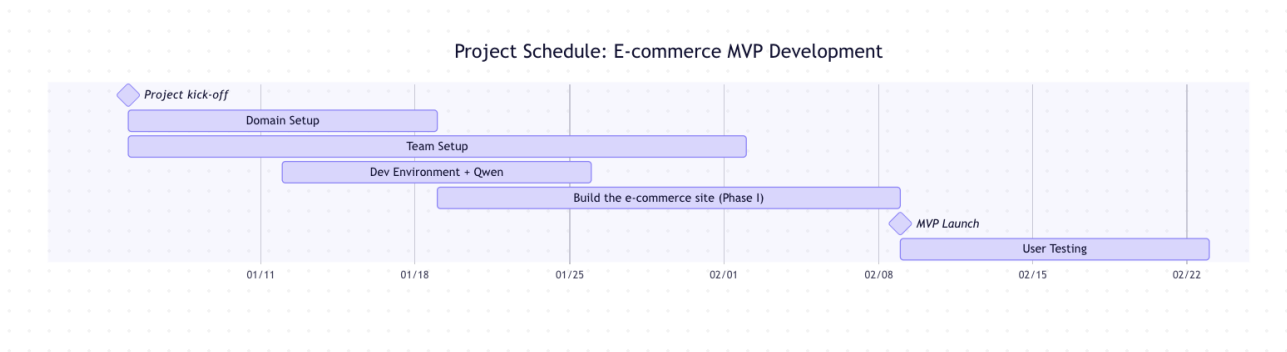 Project Schedule: E-commerce MVP Development
Project kick-off
Domain Setup
Team Setup
Dev Environment + Qwen
Build the e-commerce site (Phase I)
MVP Launch
User Testing
01/11 01/18 01/25 02/01 02/08 02/15 02/22